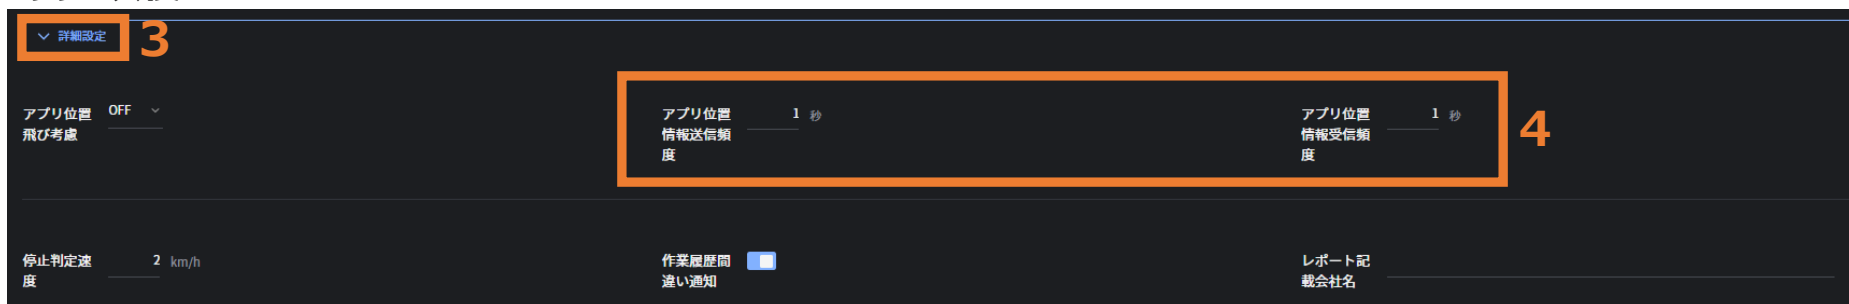 詳細設定
3
アプリ位置 OFF
飛び考慮
アプリ位置 1 秒
情報送信頻
度
アプリ位置 1 秒
情報受信頻
度
4
停止判定速 2 km/h
度
作業履歴間
違い通知
レポート記
載会社名